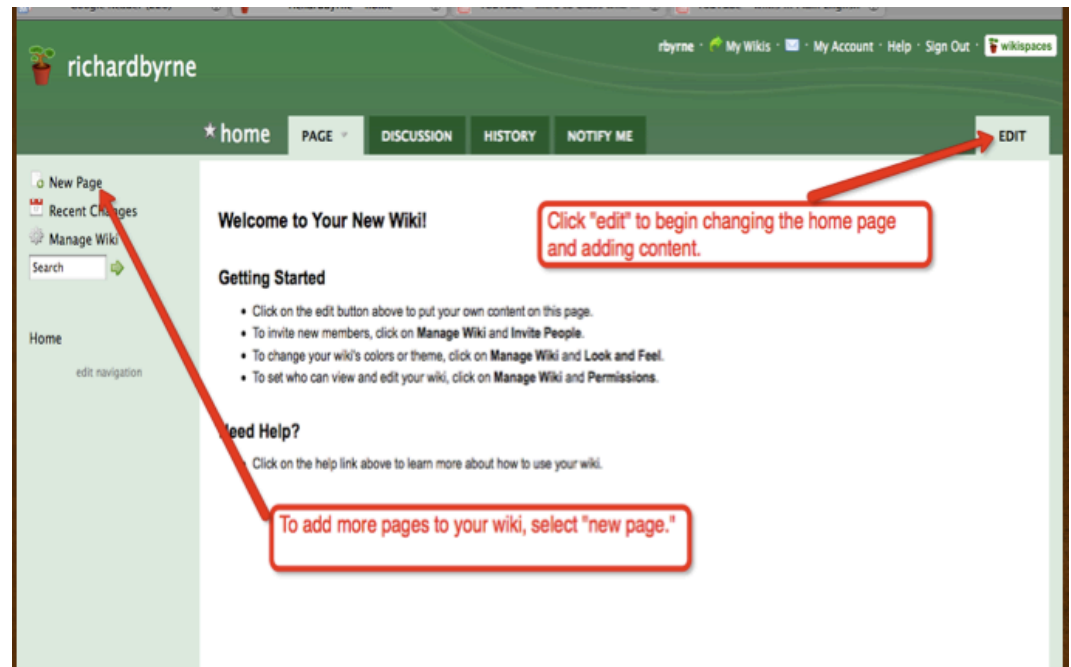 rbyrne · My Wikis · · My Account · Help · Sign Out · wikispaces
richardbyrne
home PAGE DISCUSSION HISTORY NOTIFY ME EDIT
New Page
Recent Changes
Manage Wiki
Search
Home
edit navigation
Welcome to Your New Wiki!
Click "edit" to begin changing the home page
and adding content.
Getting Started
• Click on the edit button above to put your own content on this page.
• To invite new members, click on Manage Wiki and Invite People.
• To change your wiki's colors or theme, click on Manage Wiki and Look and Feel.
• To set who can view and edit your wiki, click on Manage Wiki and Permissions.
Need Help?
• Click on the help link above to learn more about how to use your wiki.
To add more pages to your wiki, select "new page."